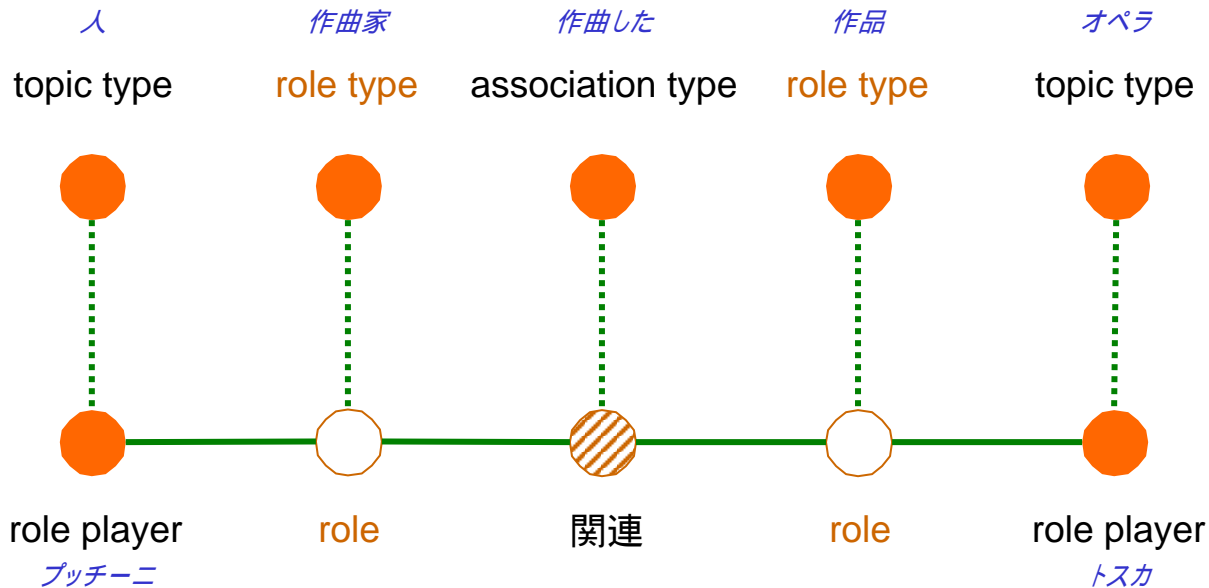 人 作曲家 作曲した 作品 オペラ
topic type role type association type role type topic type
role player role 関連 role role player
プッチーニ トスカ